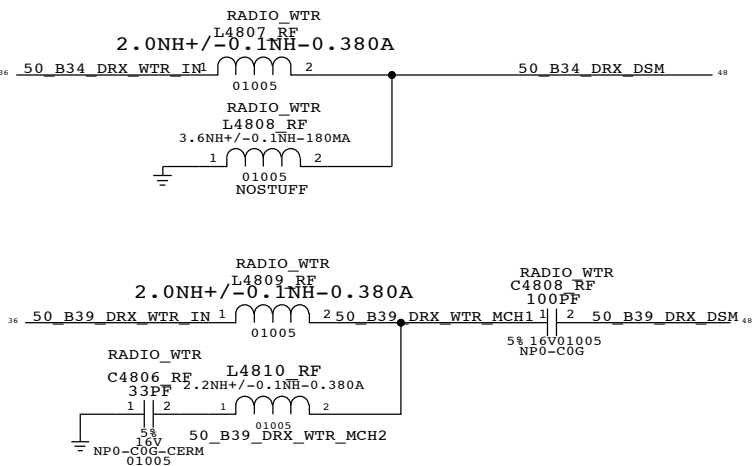 RADIO_WTR
L4807_RF
2.0NH+/-0.1NH-0.380A
36 50_B34_DRX_WTR_IN 1 2 50_B34_DRX_DSM 48
01005
RADIO_WTR
L4808_RF
3.6NH+/-0.1NH-180MA
1 2
01005
NOSTUFF
RADIO_WTR
L4809_RF
2.0NH+/-0.1NH-0.380A
RADIO_WTR
C4808_RF
100PF
36 50_B39_DRX_WTR_IN 1 2 50_B39_DRX_WTR_MCH1 1 2 50_B39_DRX_DSM 48
01005
5% 16V 01005
NP0-C0G
RADIO_WTR
C4806_RF
33PF
L4810_RF
2.2NH+/-0.1NH-0.380A
1 2 1 2
5%
16V
NP0-C0G-CERM
01005
01005
50_B39_DRX_WTR_MCH2